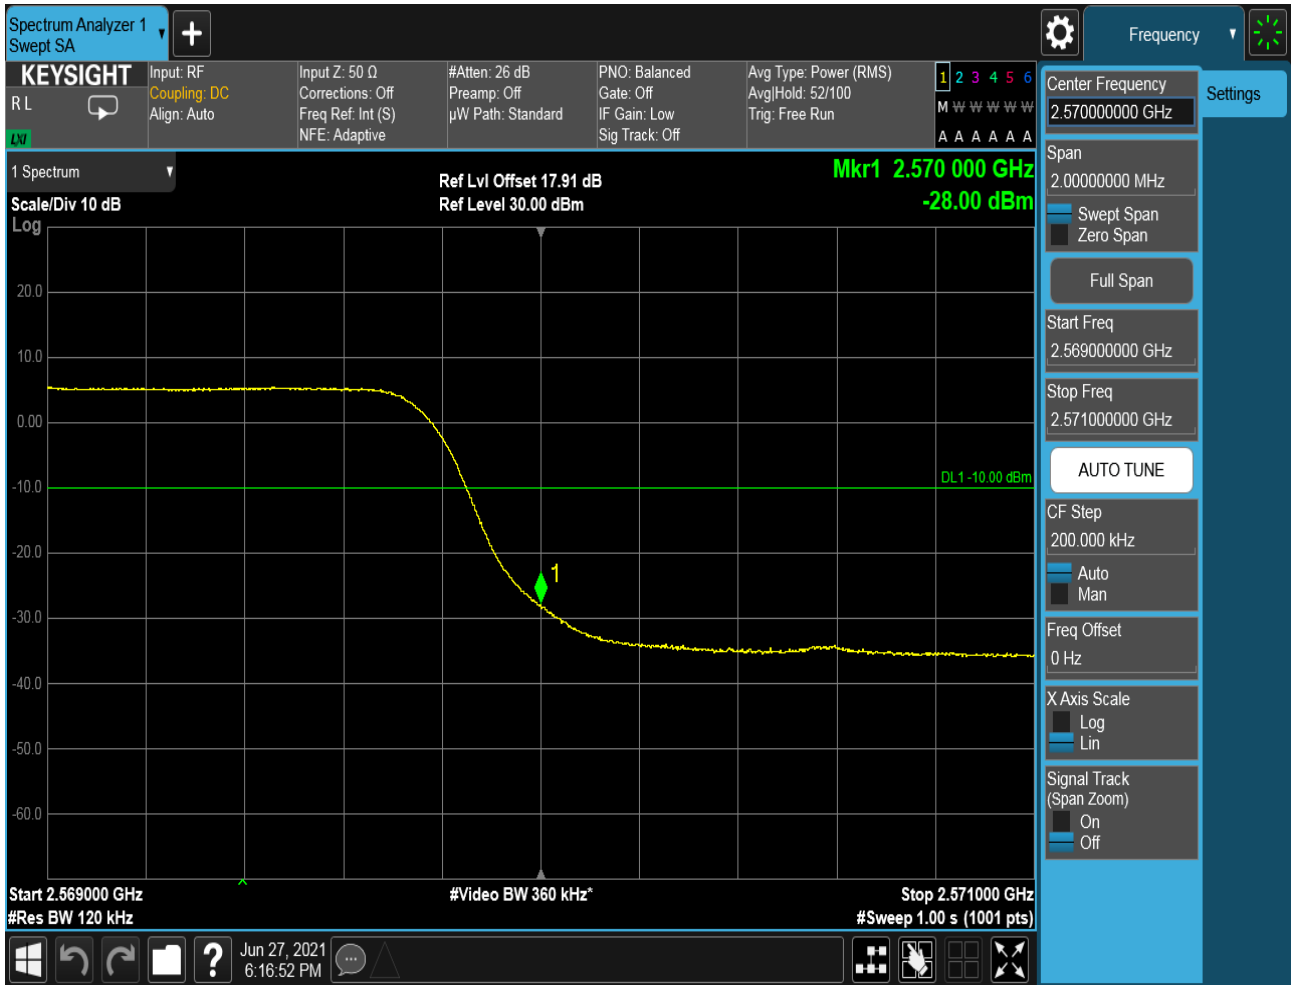 Spectrum Analyzer 1
Swept SA
Frequency
KEYSIGHT
R L
LXI
Input: RF
Coupling: DC
Align: Auto
Input Z: 50 Ω
Corrections: Off
Freq Ref: Int (S)
NFE: Adaptive
#Atten: 26 dB
Preamp: Off
µW Path: Standard
PNO: Balanced
Gate: Off
IF Gain: Low
Sig Track: Off
Avg Type: Power (RMS)
Avg|Hold: 52/100
Trig: Free Run
1 2 3 4 5 6
M W W W W W
A A A A A A
1 Spectrum
Scale/Div 10 dB
Log
Ref Lvl Offset 17.91 dB
Ref Level 30.00 dBm
Mkr1 2.570 000 GHz
-28.00 dBm
20.0
10.0
0.00
-10.0
-20.0
-30.0
-40.0
-50.0
-60.0
DL1 -10.00 dBm
1
Start 2.569000 GHz
#Res BW 120 kHz
#Video BW 360 kHz*
Stop 2.571000 GHz
#Sweep 1.00 s (1001 pts)
Jun 27, 2021
6:16:52 PM
?
Center Frequency
2.570000000 GHz
Settings
Span
2.00000000 MHz
Swept Span
Zero Span
Full Span
Start Freq
2.569000000 GHz
Stop Freq
2.571000000 GHz
AUTO TUNE
CF Step
200.000 kHz
Auto
Man
Freq Offset
0 Hz
X Axis Scale
Log
Lin
Signal Track
(Span Zoom)
On
Off